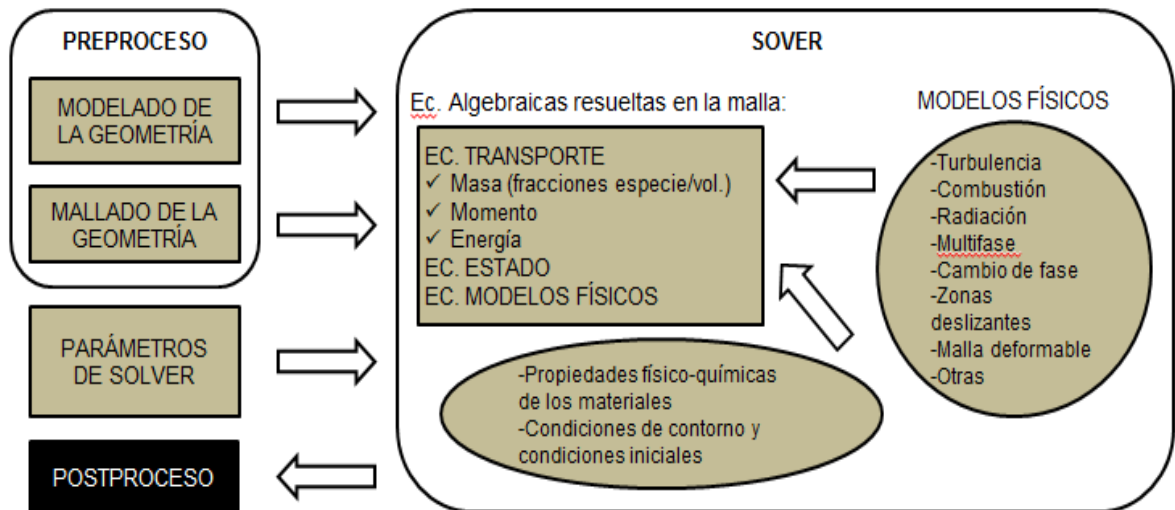 PREPROCESO
MODELADO DE
LA GEOMETRÍA
MALLADO DE LA
GEOMETRÍA
PARÁMETROS
DE SOLVER
POSTPROCESO
SOVER
Ec. Algebraicas resueltas en la malla:
EC. TRANSPORTE
✓ Masa (fracciones especie/vol.)
✓ Momento
✓ Energía
EC. ESTADO
EC. MODELOS FÍSICOS
-Propiedades físico-químicas
de los materiales
-Condiciones de contorno y
condiciones iniciales
MODELOS FÍSICOS
-Turbulencia
-Combustión
-Radiación
-Multifase
-Cambio de fase
-Zonas
deslizantes
-Malla deformable
-Otras